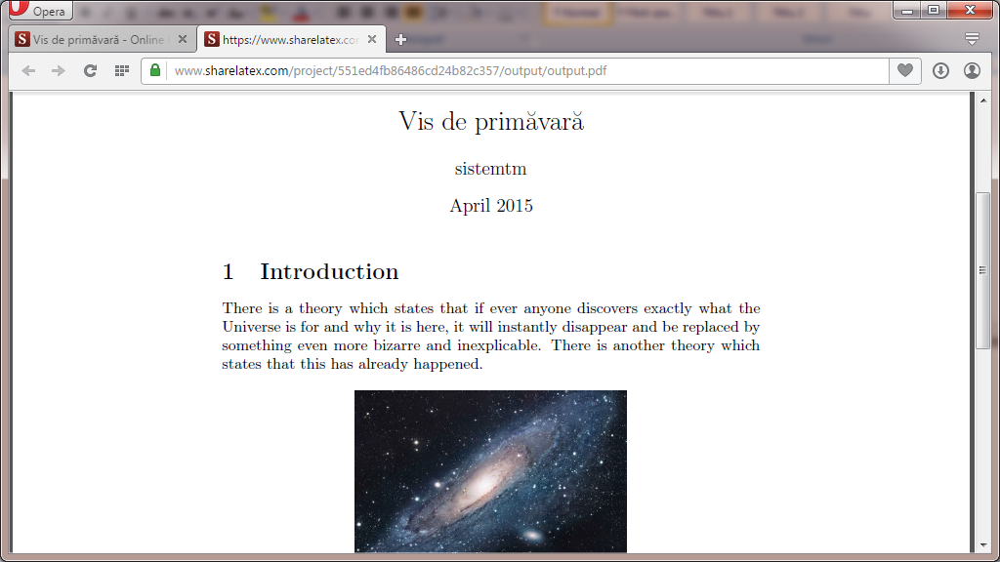 Opera
Vis de primăvară - Online
https://www.sharelatex.co
www.sharelatex.com/project/551ed4fb86486cd24b82c357/output/output.pdf
Vis de primăvară
sistemtm
April 2015
1 Introduction
There is a theory which states that if ever anyone discovers exactly what the
Universe is for and why it is here, it will instantly disappear and be replaced by
something even more bizarre and inexplicable. There is another theory which
states that this has already happened.